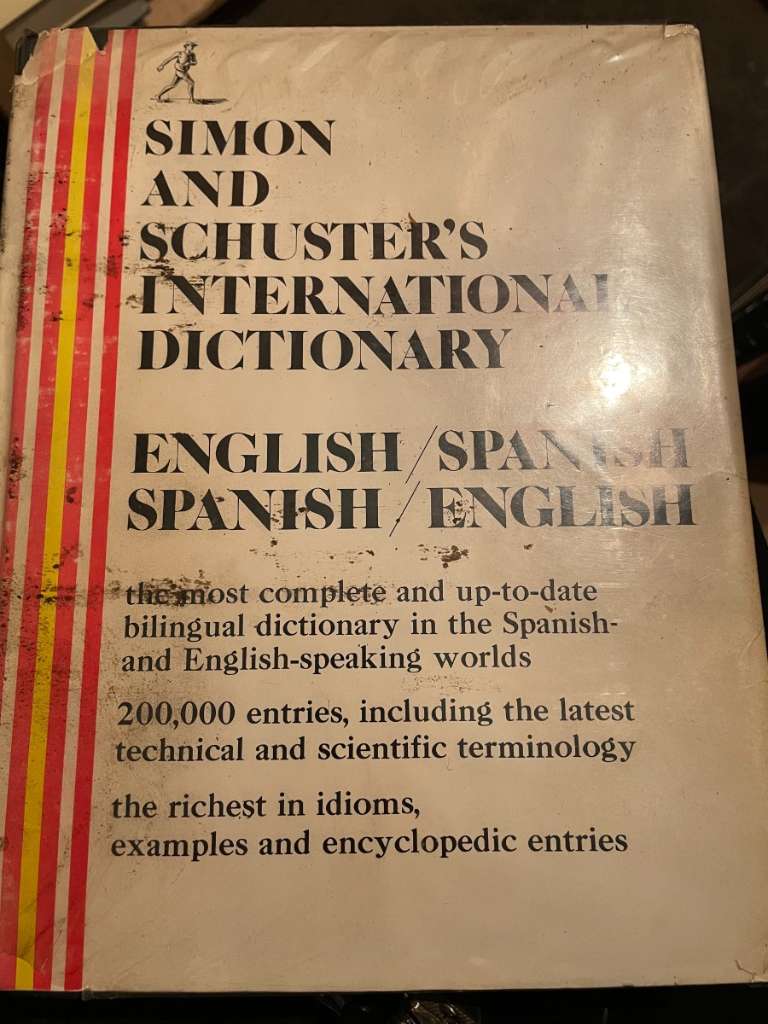 SIMON
AND
SCHUSTER'S
INTERNATIONAL
DICTIONARY
ENGLISH/SPANISH
SPANISH/ENGLISH
the most complete and up-to-date
bilingual dictionary in the Spanish-
and English-speaking worlds
200,000 entries, including the latest
technical and scientific terminology
the richest in idioms,
examples and encyclopedic entries